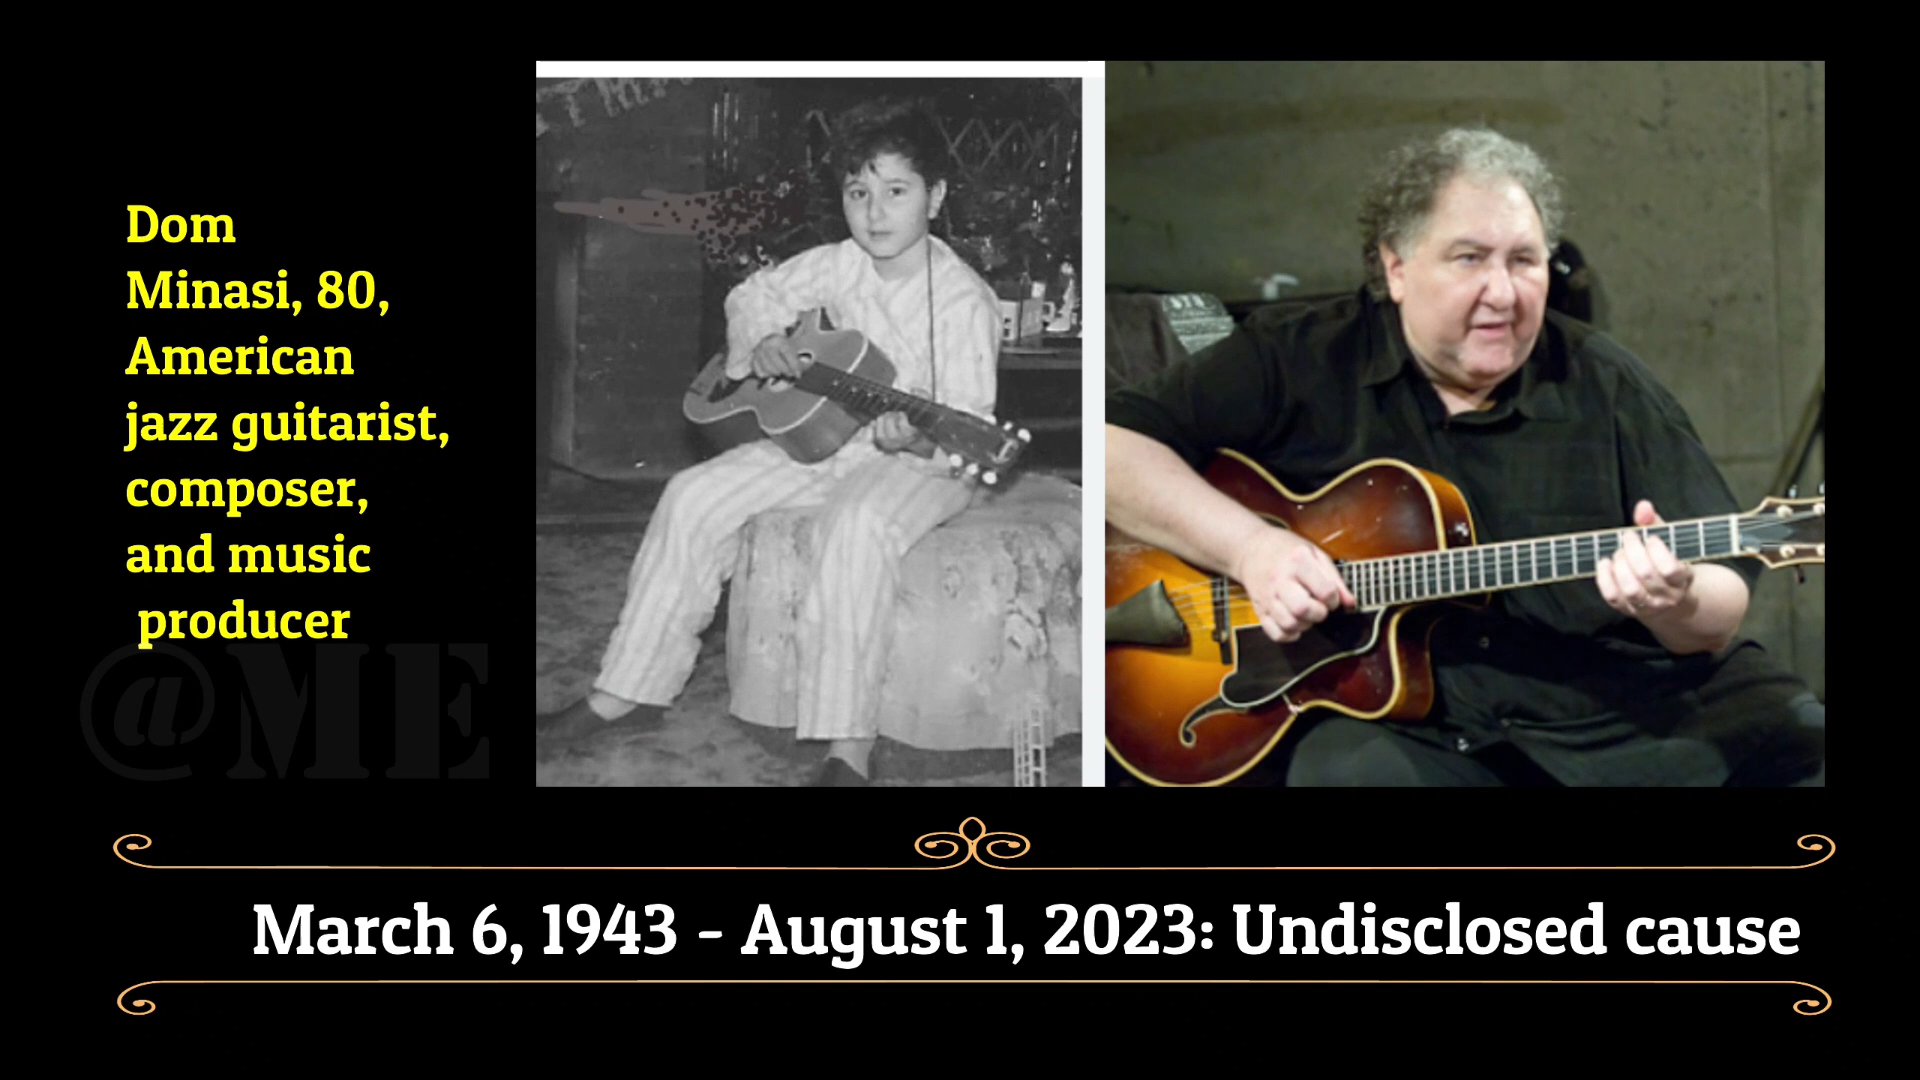 Dom
Minasi, 80,
American
jazz guitarist,
composer,
and music
producer
@ME
March 6, 1943 - August 1, 2023: Undisclosed cause